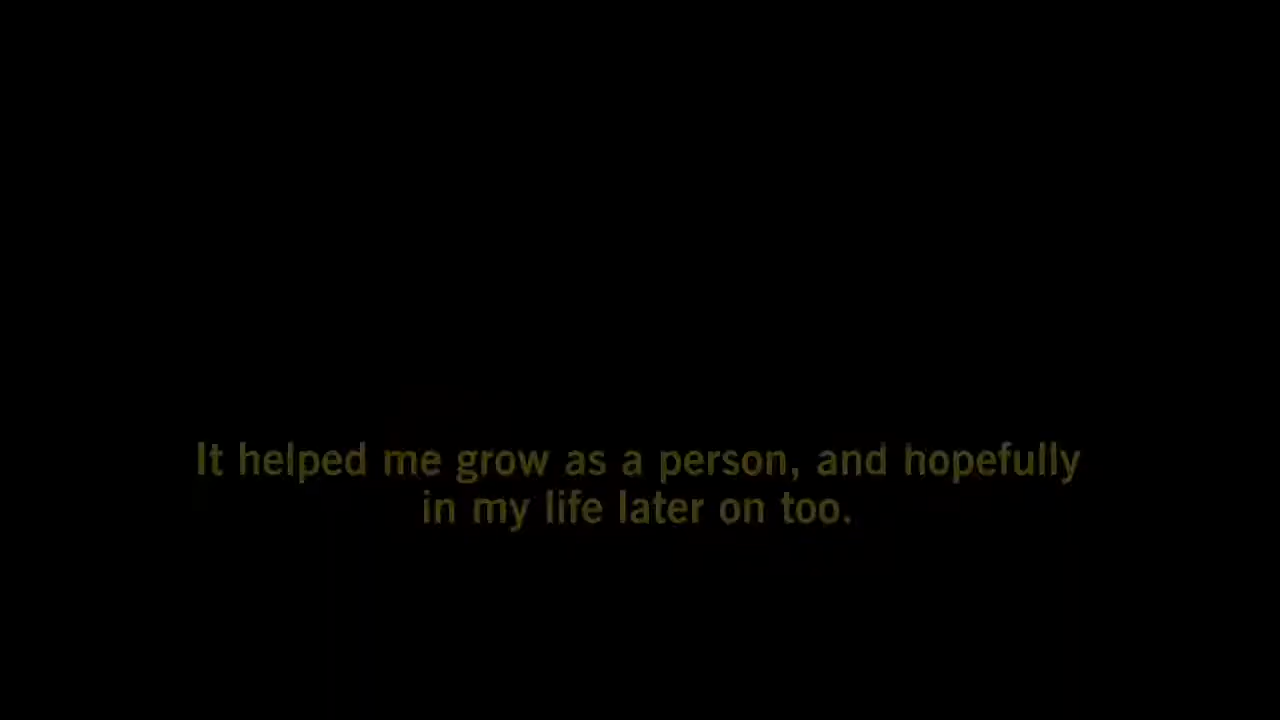 It helped me grow as a person, and hopefully
in my life later on too.